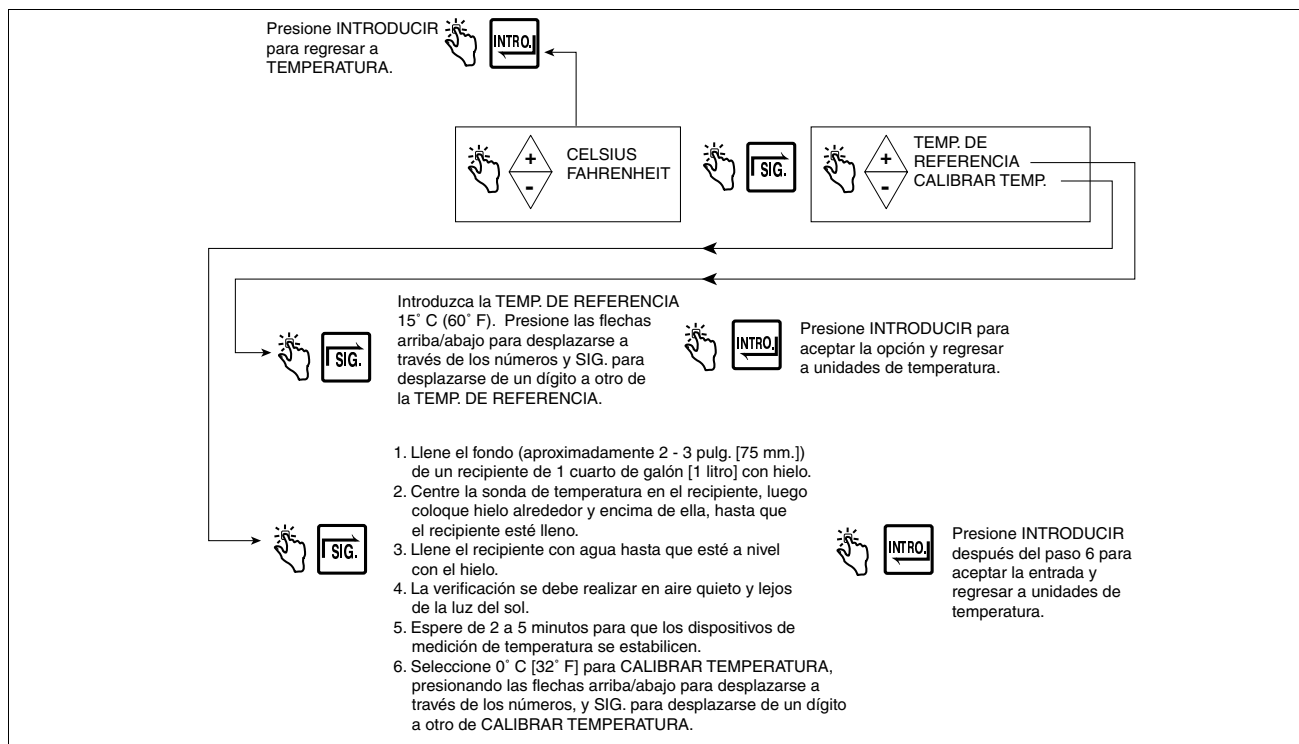 Presione INTRODUCIR
para regresar a
TEMPERATURA.
INTRO.
+
-
CELSIUS
FAHRENHEIT
SIG.
+
-
TEMP. DE
REFERENCIA
CALIBRAR TEMP.
SIG.
Introduzca la TEMP. DE REFERENCIA
15˚ C (60˚ F).  Presione las flechas
arriba/abajo para desplazarse a
través de los números y SIG. para
desplazarse de un dígito a otro de
la TEMP. DE REFERENCIA.
INTRO.
Presione INTRODUCIR para
aceptar la opción y regresar
a unidades de temperatura.
SIG.
1. Llene el fondo (aproximadamente 2 - 3 pulg. [75 mm.])
de un recipiente de 1 cuarto de galón [1 litro] con hielo.
2. Centre la sonda de temperatura en el recipiente, luego
coloque hielo alrededor y encima de ella, hasta que
el recipiente esté lleno.
3. Llene el recipiente con agua hasta que esté a nivel
con el hielo.
4. La verificación se debe realizar en aire quieto y lejos
de la luz del sol.
5. Espere de 2 a 5 minutos para que los dispositivos de
medición de temperatura se estabilicen.
6. Seleccione 0˚ C [32˚ F] para CALIBRAR TEMPERATURA,
presionando las flechas arriba/abajo para desplazarse a
través de los números, y SIG. para desplazarse de un dígito
a otro de CALIBRAR TEMPERATURA.
INTRO.
Presione INTRODUCIR
después del paso 6 para
aceptar la entrada y
regresar a unidades de
temperatura.